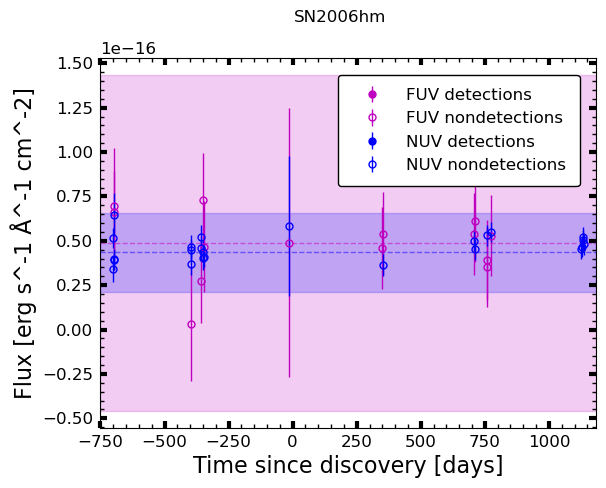 SN2006hm
1e−16
FUV detections
FUV nondetections
NUV detections
NUV nondetections
1.50
1.25
1.00
0.75
0.50
0.25
0.00
−0.25
−0.50
Flux [erg s^-1 Å^-1 cm^-2]
−750
−500
−250
0
250
500
750
1000
Time since discovery [days]